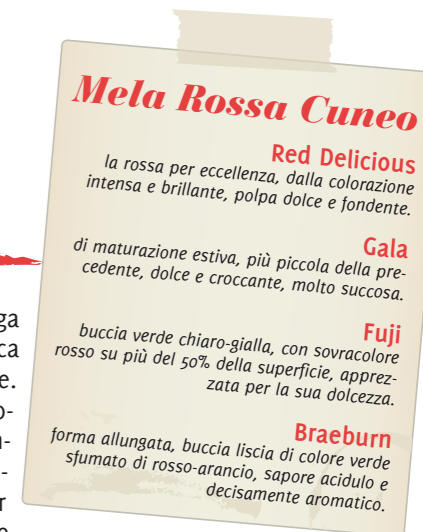 Mela Rossa Cuneo
Red Delicious
la rossa per eccellenza, dalla colorazione
intensa e brillante, polpa dolce e fondente.
Gala
di maturazione estiva, più piccola della pre-
cedente, dolce e croccante, molto succosa.
Fuji
buccia verde chiaro-gialla, con sovracolore
rosso su più del 50% della superficie, apprez-
zata per la sua dolcezza.
Braeburn
forma allungata, buccia liscia di colore verde
sfumato di rosso-arancio, sapore acidulo e
decisamente aromatico.